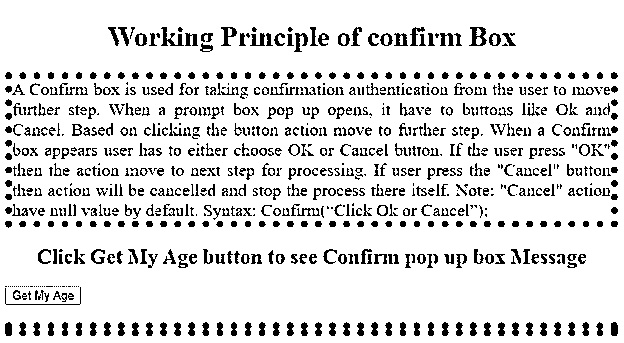 Working Principle of confirm Box
A Confirm box is used for taking confirmation authentication from the user to move
further step. When a prompt box pop up opens, it have to buttons like Ok and
Cancel. Based on clicking the button action move to further step. When a Confirm
box appears user has to either choose OK or Cancel button. If the user press "OK"
then the action move to next step for processing. If user press the "Cancel" button
then action will be cancelled and stop the process there itself. Note: "Cancel" action
have null value by default. Syntax: Confirm(“Click Ok or Cancel”);
Click Get My Age button to see Confirm pop up box Message
Get My Age